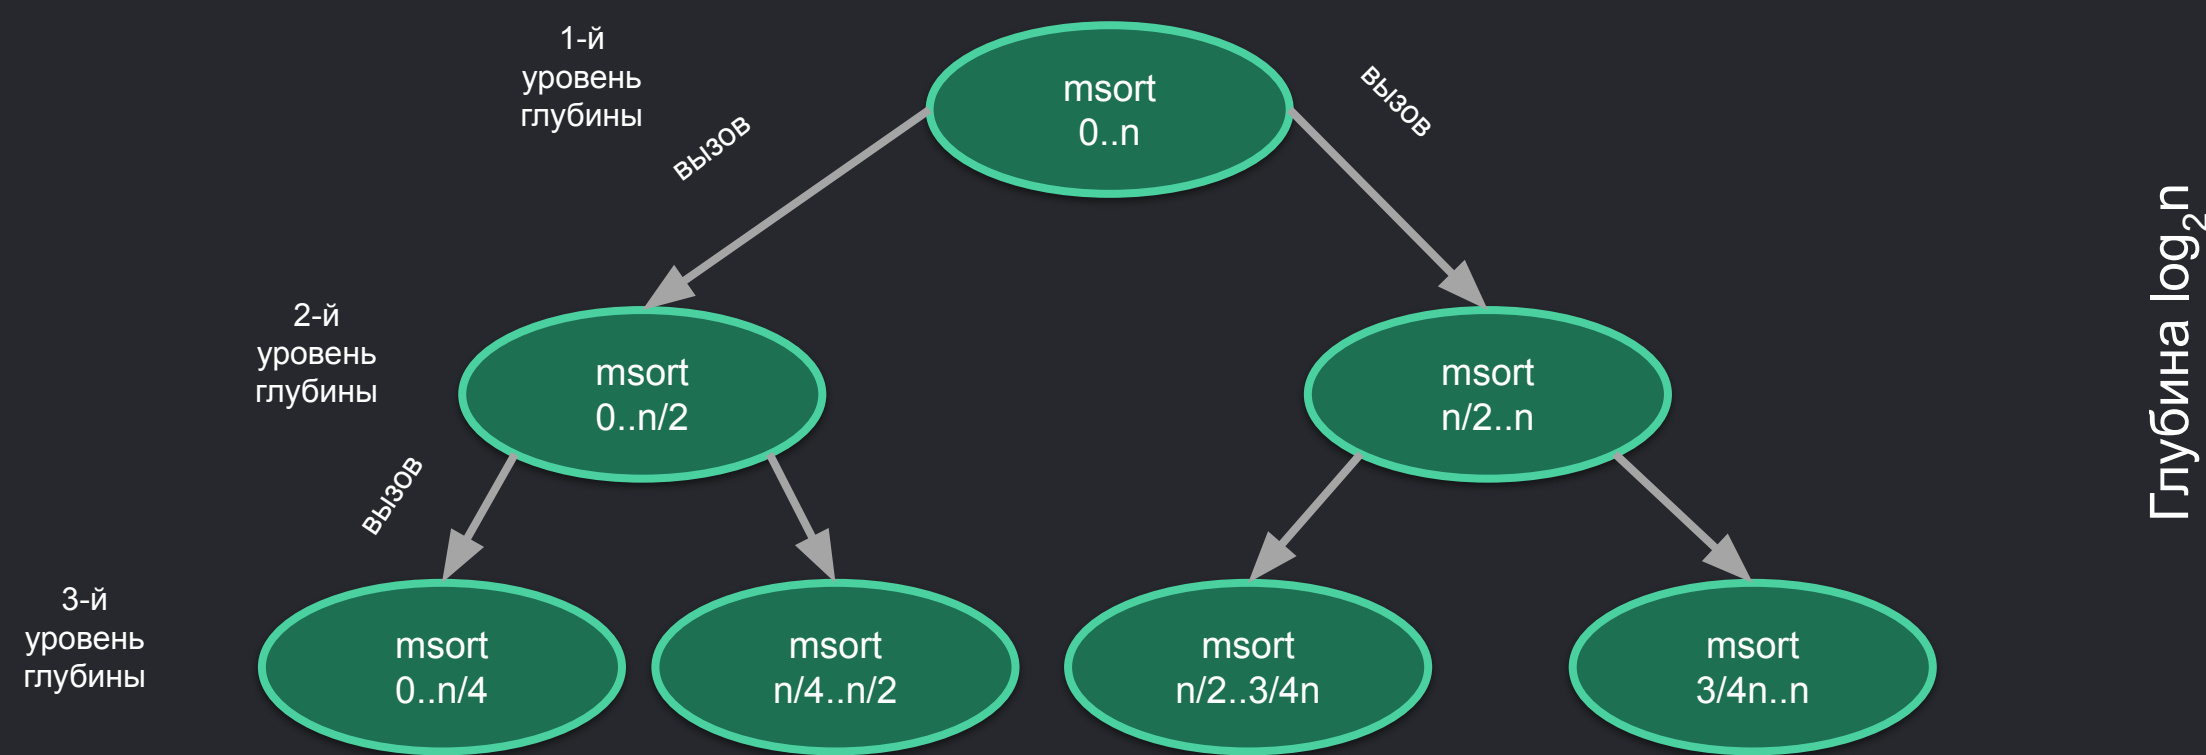 1-й
уровень
глубины
вызов
msort
0..n
вызов
2-й
уровень
глубины
msort
0..n/2
msort
n/2..n
вызов
3-й
уровень
глубины
msort
0..n/4
msort
n/4..n/2
msort
n/2..3/4n
msort
3/4n..n
Глубина log₂n